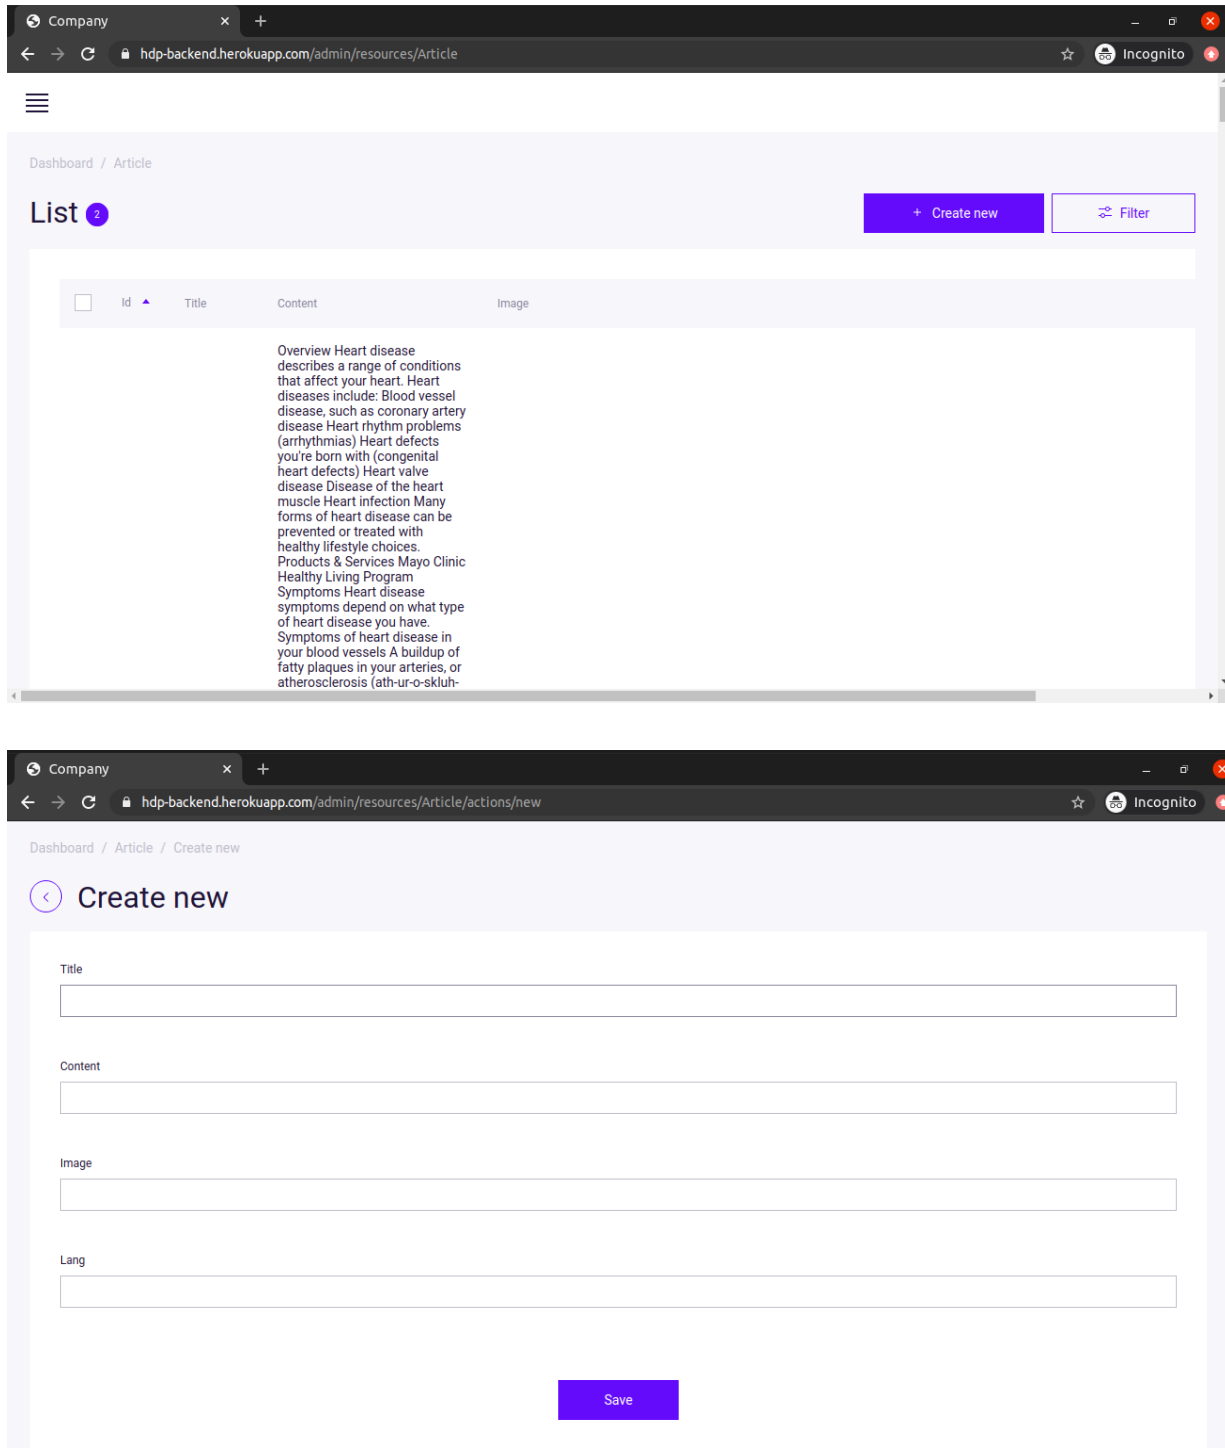 Company
hdp-backend.herokuapp.com/admin/resources/Article
Incognito
Dashboard / Article
List 2
+ Create new
Filter
Id Title Content Image
Overview Heart disease
describes a range of conditions
that affect your heart. Heart
diseases include: Blood vessel
disease, such as coronary artery
disease Heart rhythm problems
(arrhythmias) Heart defects
you're born with (congenital
heart defects) Heart valve
disease Disease of the heart
muscle Heart infection Many
forms of heart disease can be
prevented or treated with
healthy lifestyle choices.
Products & Services Mayo Clinic
Healthy Living Program
Symptoms Heart disease
symptoms depend on what type
of heart disease you have.
Symptoms of heart disease in
your blood vessels A buildup of
fatty plaques in your arteries, or
atherosclerosis (ath-ur-o-skluh-
Company
hdp-backend.herokuapp.com/admin/resources/Article/actions/new
Incognito
Dashboard / Article / Create new
Create new
Title
Content
Image
Lang
Save